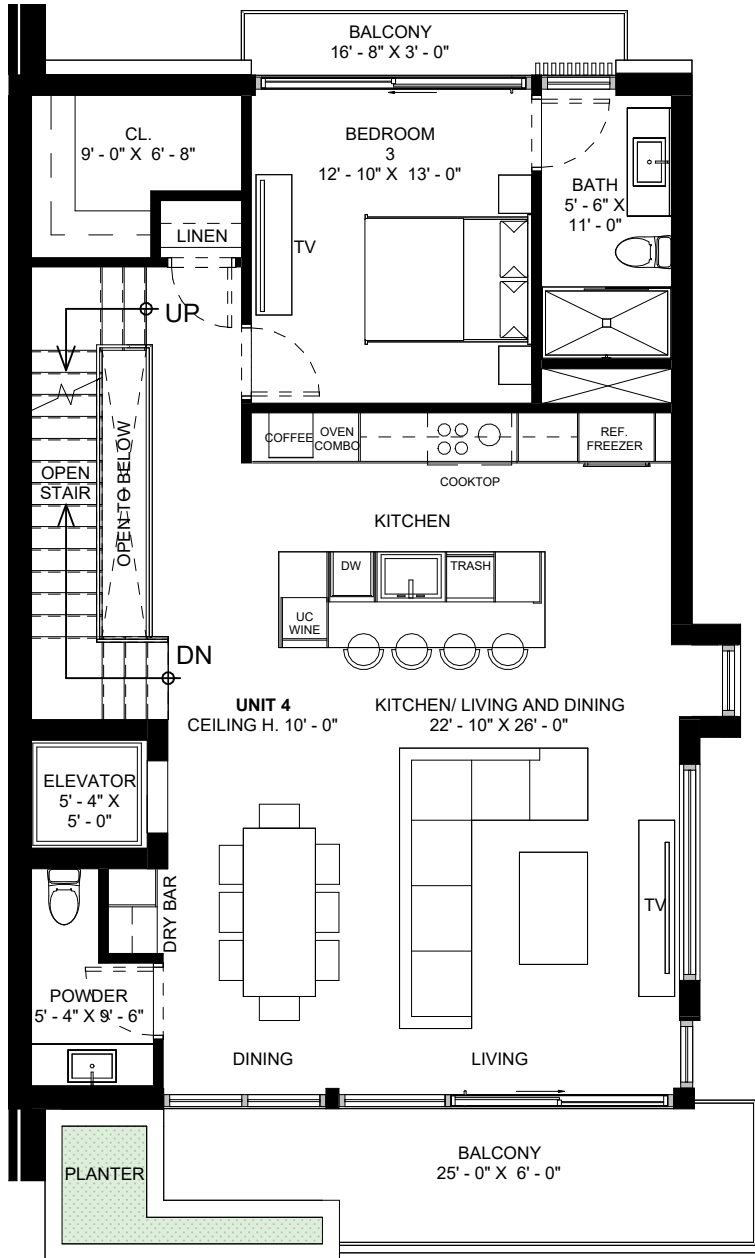 BALCONY
16' - 8" X 3' - 0"
CL.
9' - 0" X 6' - 8"
BEDROOM
3
12' - 10" X 13' - 0"
BATH
5' - 6" X
11' - 0"
LINEN
TV
UP
COFFEE
OVEN
COMBO
REF.
FREEZER
COOKTOP
OPEN
STAIR
OPEN TO BELOW
KITCHEN
DW
TRASH
UC
WINE
DN
UNIT 4
CEILING H. 10' - 0"
KITCHEN/ LIVING AND DINING
22' - 10" X 26' - 0"
ELEVATOR
5' - 4" X
5' - 0"
DRY BAR
TV
POWDER
5' - 4" X 9' - 6"
DINING
LIVING
BALCONY
25' - 0" X 6' - 0"
PLANTER